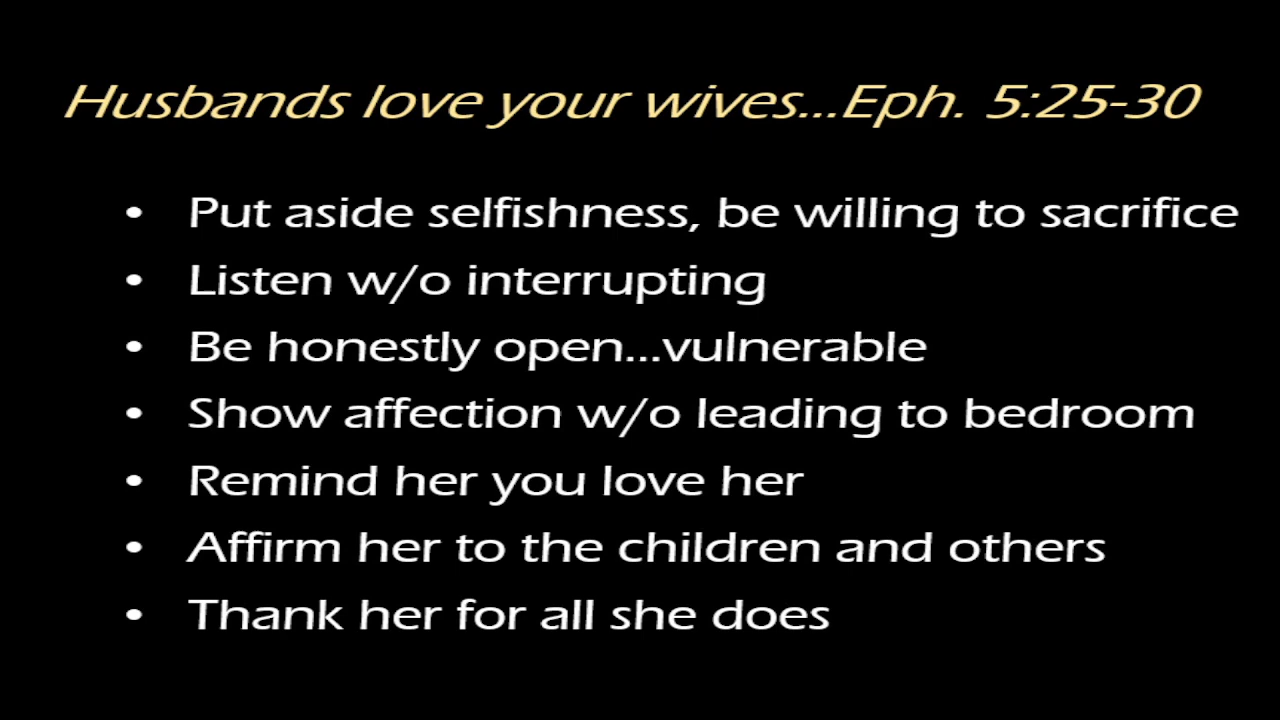 Husbands love your wives...Eph. 5:25-30
• Put aside selfishness, be willing to sacrifice
• Listen w/o interrupting
• Be honestly open...vulnerable
• Show affection w/o leading to bedroom
• Remind her you love her
• Affirm her to the children and others
• Thank her for all she does